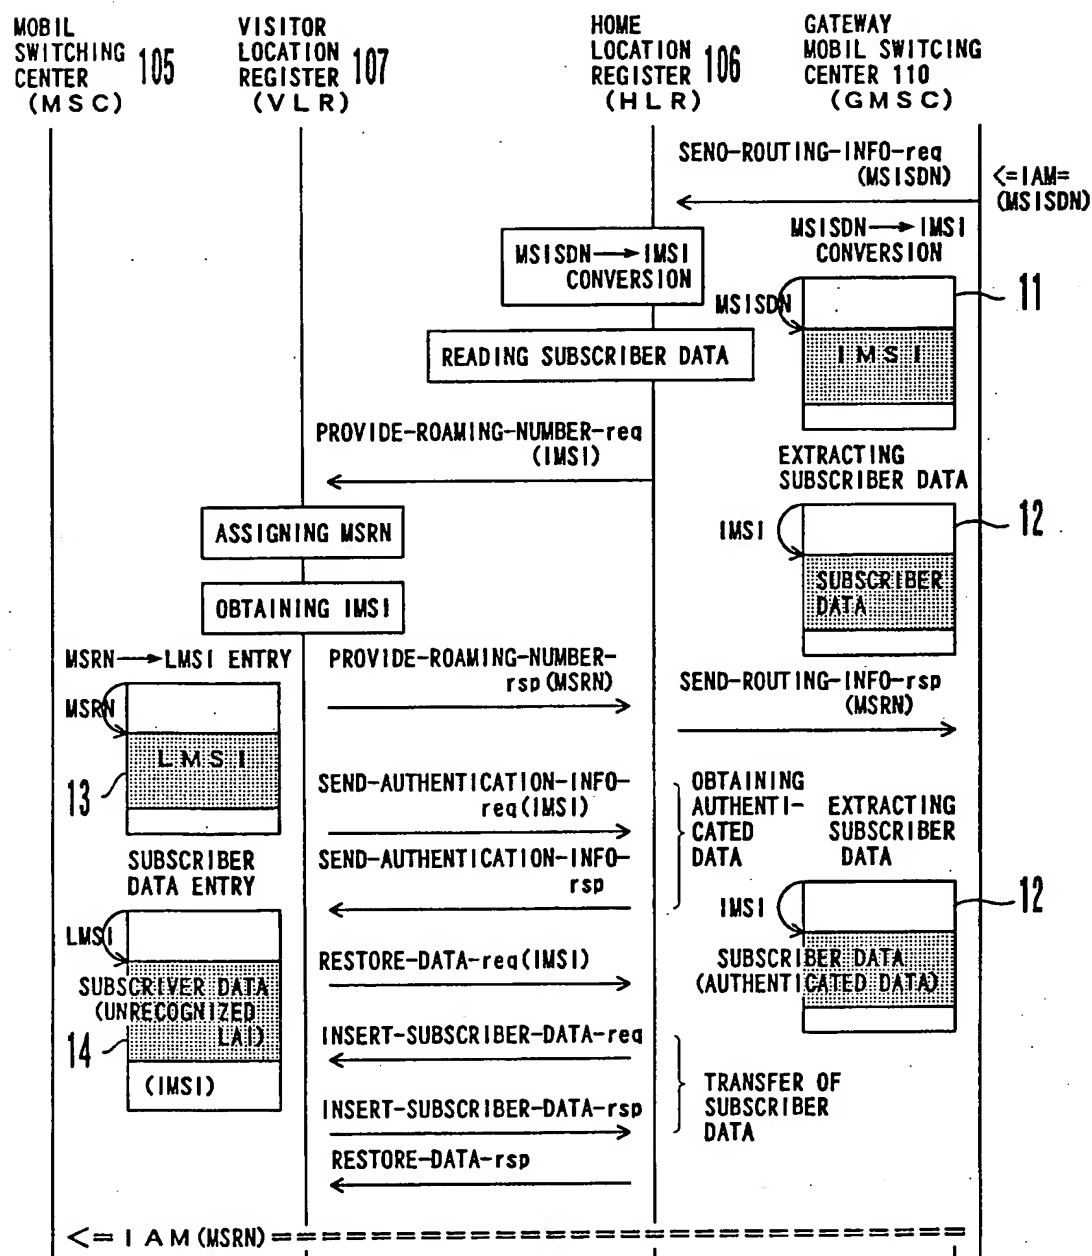 MOBIL
SWITCHING
CENTER 105
(MSC)
VISITOR
LOCATION
REGISTER 107
(VLR)
HOME
LOCATION
REGISTER 106
(HLR)
GATEWAY
MOBIL SWITCING
CENTER 110
(GMSC)
SENO-ROUTING-INFO-req
(MSISDN)
<=IAM=
(MSISDN)
MSISDN→IMSI
CONVERSION
MSISDN→IMSI
CONVERSION
MSISDN
11
IMSI
READING SUBSCRIBER DATA
PROVIDE-ROAMING-NUMBER-req
(IMSI)
EXTRACTING
SUBSCRIBER DATA
ASSIGNING MSRN
IMSI
12
SUBSCRIBER
DATA
OBTAINING IMSI
MSRN→LMSI ENTRY
PROVIDE-ROAMING-NUMBER-
rsp(MSRN)
SEND-ROUTING-INFO-rsp
(MSRN)
MSRN
LMSI
13
SEND-AUTHENTICATION-INFO-
req(IMSI)
OBTAINING
AUTHENTI-
CATED
DATA
EXTRACTING
SUBSCRIBER
DATA
SUBSCRIBER
DATA ENTRY
SEND-AUTHENTICATION-INFO-
rsp
IMSI
12
LMSI
SUBSCRIVER DATA
(UNRECOGNIZED
LAI)
14
(IMSI)
RESTORE-DATA-req(IMSI)
SUBSCRIBER DATA
(AUTHENTICATED DATA)
INSERT-SUBSCRIBER-DATA-req
INSERT-SUBSCRIBER-DATA-rsp
TRANSFER OF
SUBSCRIBER
DATA
RESTORE-DATA-rsp
<=IAM(MSRN)=======================